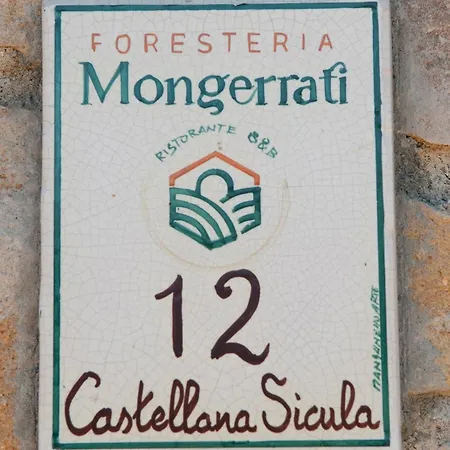 FORESTERIA
Mongerrati
RISTORANTE B&B
12
Castellana Sicula